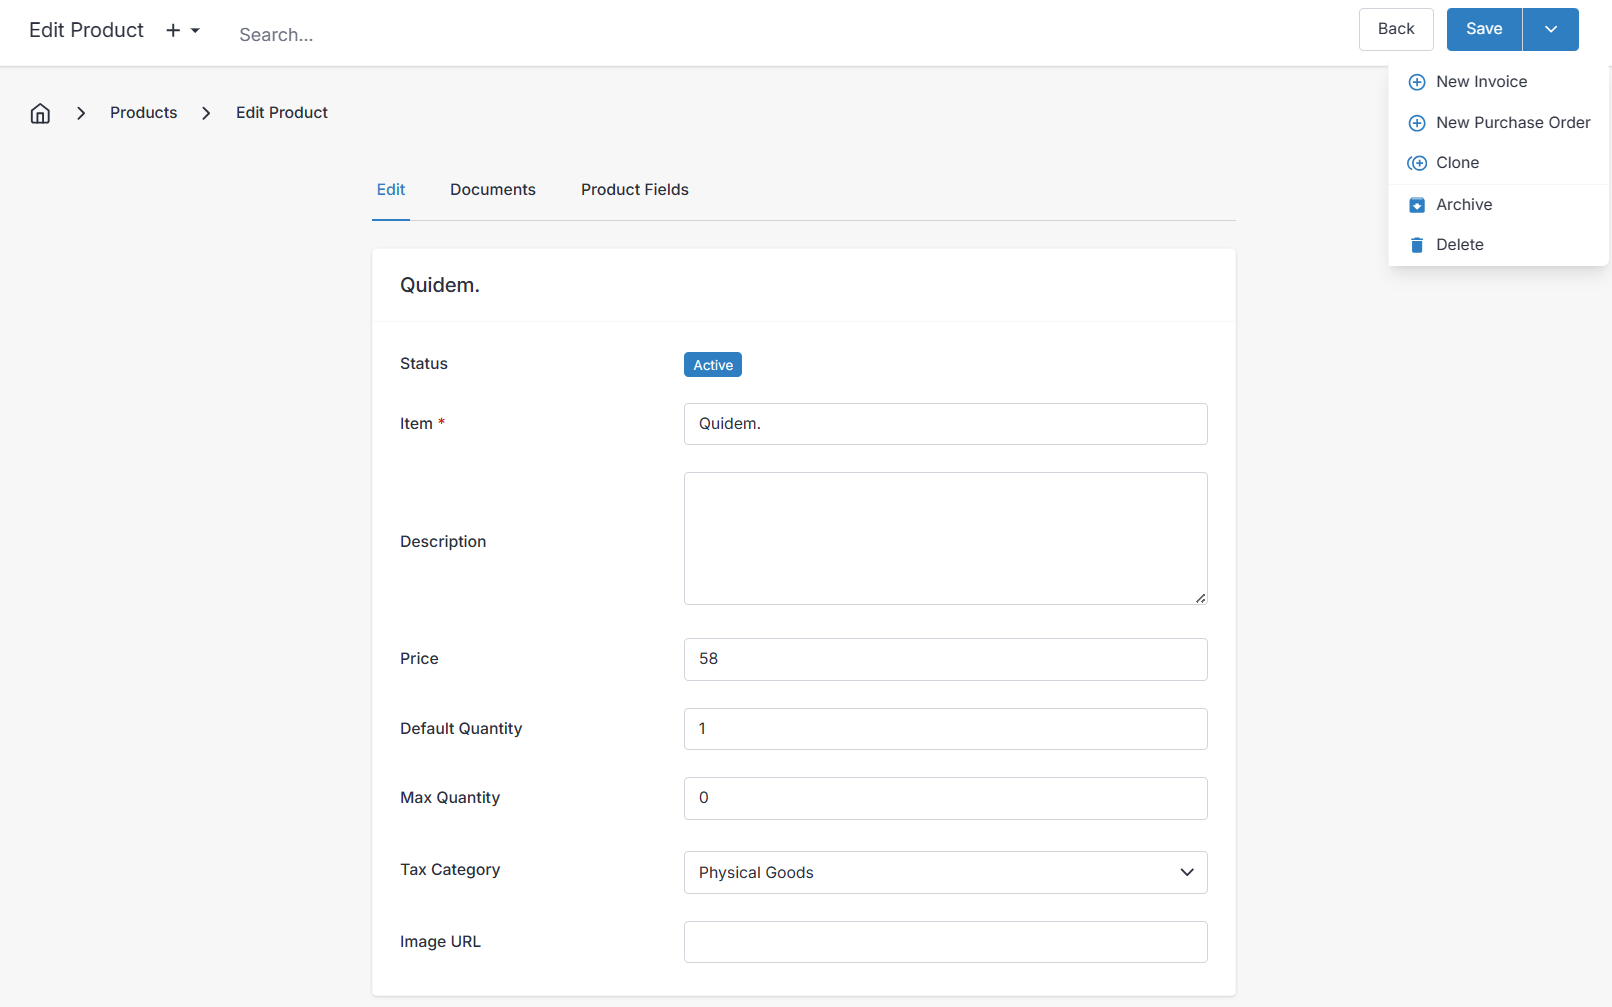 Edit Product
Search...
Back
Save
New Invoice
New Purchase Order
Clone
Archive
Delete
Products
Edit Product
Edit
Documents
Product Fields
Quidem.
Status
Active
Item *
Quidem.
Description
Price
58
Default Quantity
1
Max Quantity
0
Tax Category
Physical Goods
Image URL